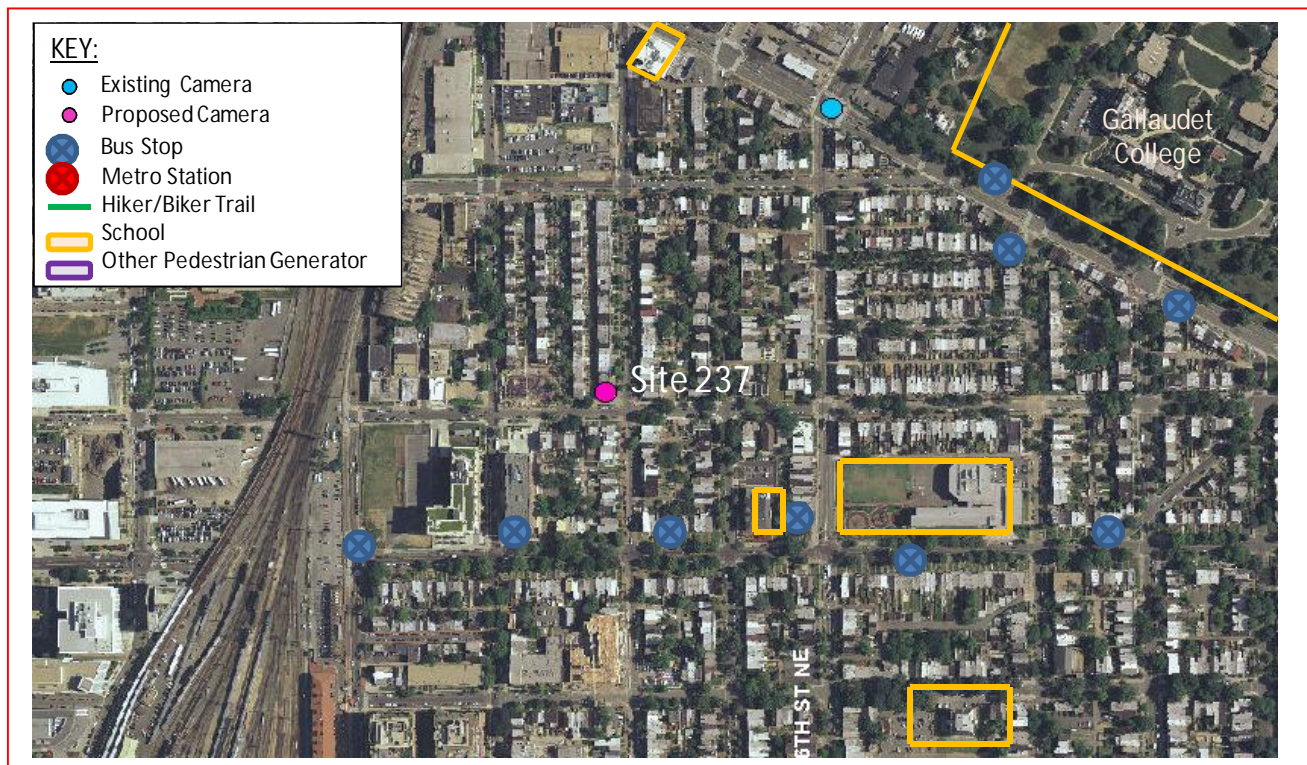 KEY:
Existing Camera
Proposed Camera
Bus Stop
Metro Station
Hiker/Biker Trail
School
Other Pedestrian Generator
Gallaudet
College
Site 237
6TH ST NE